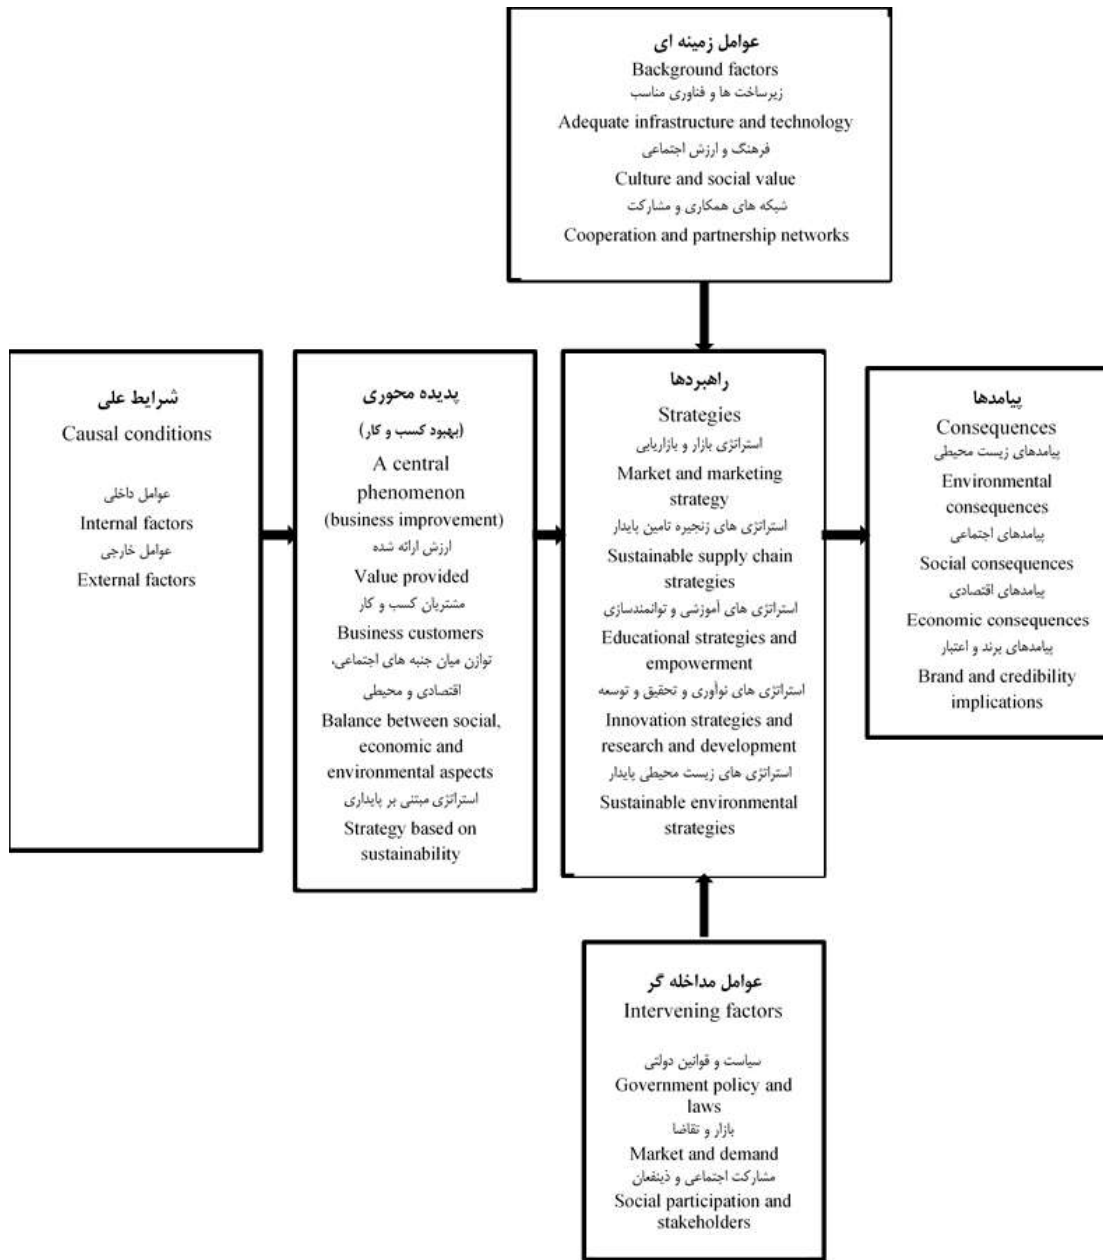 عوامل زمینه ای
Background factors
زیرساخت ها و فناوری مناسب
Adequate infrastructure and technology
فرهنگ و ارزش اجتماعی
Culture and social value
شبکه های همکاری و مشارکت
Cooperation and partnership networks
شرایط علی
Causal conditions
عوامل داخلی
Internal factors
عوامل خارجی
External factors
پدیده محوری
(بهبود کسب و کار)
A central
phenomenon
(business improvement)
ارزش ارائه شده
Value provided
مشتریان کسب و کار
Business customers
توازن میان جنبه های اجتماعی،
اقتصادی و محیطی
Balance between social,
economic and
environmental aspects
استراتژی مبتنی بر پایداری
Strategy based on
sustainability
راهبردها
Strategies
استراتژی بازار و بازاریابی
Market and marketing
strategy
استراتژی های زنجیره تامین پایدار
Sustainable supply chain
strategies
استراتژی های آموزشی و توانمندسازی
Educational strategies and
empowerment
استراتژی های نوآوری و تحقیق و توسعه
Innovation strategies and
research and development
استراتژی های زیست محیطی پایدار
Sustainable environmental
strategies
پیامدها
Consequences
پیامدهای زیست محیطی
Environmental
consequences
پیامدهای اجتماعی
Social consequences
پیامدهای اقتصادی
Economic consequences
پیامدهای برند و اعتبار
Brand and credibility
implications
عوامل مداخله گر
Intervening factors
سیاست و قوانین دولتی
Government policy and
laws
بازار و تقاضا
Market and demand
مشارکت اجتماعی و ذینفعان
Social participation and
stakeholders